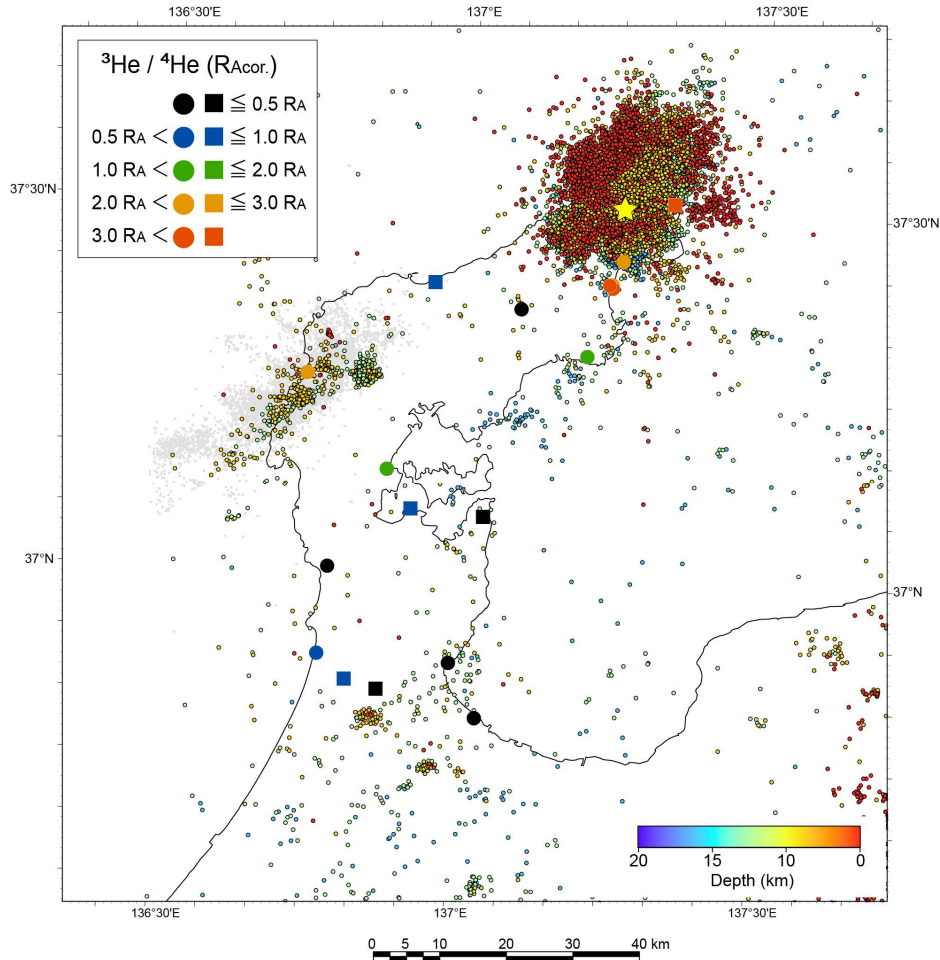 136°30'E 137°E 137°30'E
³He / ⁴He (RAcor.)
≦ 0.5 RA
0.5 RA < ≦ 1.0 RA
1.0 RA < ≦ 2.0 RA
2.0 RA < ≦ 3.0 RA
3.0 RA <
37°30'N
37°30'N
37°N
37°N
20 15 10 0
Depth (km)
136°30'E 137°E 137°30'E
0 5 10 20 30 40 km